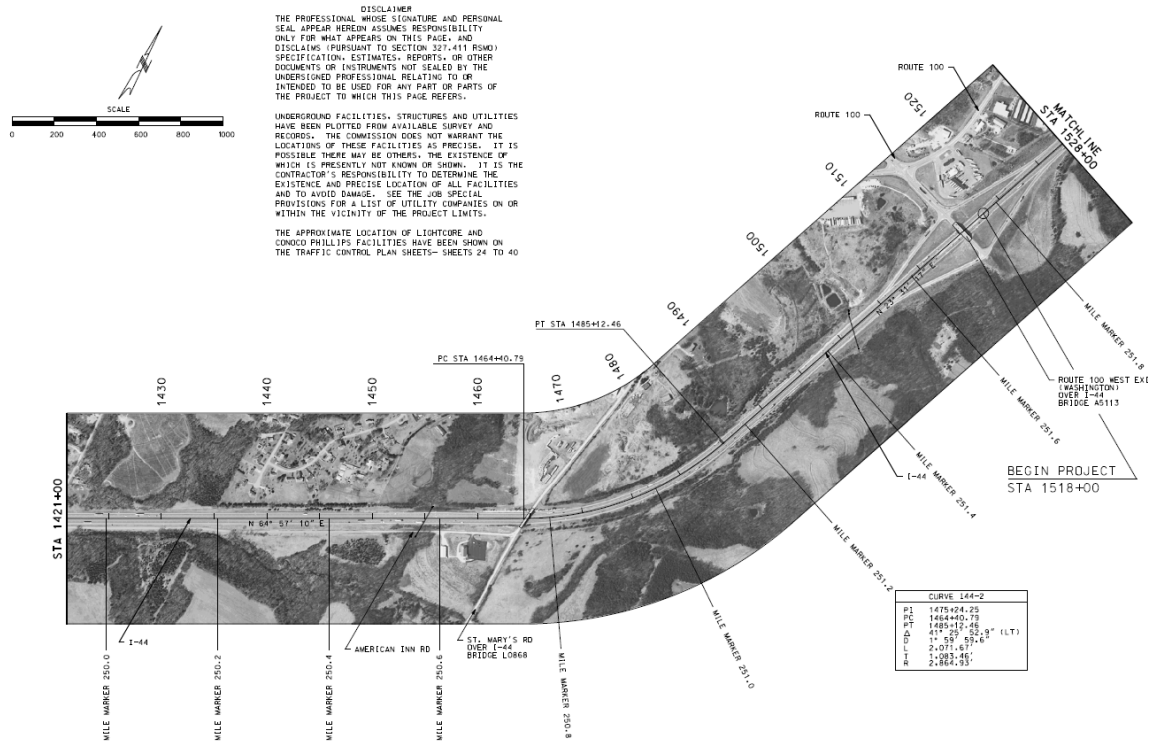 DISCLAIMER
THE PROFESSIONAL WHOSE SIGNATURE AND PERSONAL
SEAL APPEAR HEREON ASSUMES RESPONSIBILITY
ONLY FOR WHAT APPEARS ON THIS PAGE, AND
DISCLAIMS (PURSUANT TO SECTION 327.411 RSMO)
SPECIFICATION, ESTIMATES, REPORTS, OR OTHER
DOCUMENTS OR INSTRUMENTS NOT SEALED BY THE
UNDERSIGNED PROFESSIONAL RELATING TO OR
INTENDED TO BE USED FOR ANY PART OR PARTS OF
THE PROJECT TO WHICH THIS PAGE REFERS.
UNDERGROUND FACILITIES, STRUCTURES AND UTILITIES
HAVE BEEN PLOTTED FROM AVAILABLE SURVEY AND
RECORDS. THE COMMISSION DOES NOT WARRANT THE
LOCATIONS OF THESE FACILITIES AS PRECISE. IT IS
POSSIBLE THERE MAY BE OTHERS, THE EXISTENCE OF
WHICH IS PRESENTLY NOT KNOWN OR SHOWN. IT IS THE
CONTRACTOR'S RESPONSIBILITY TO DETERMINE THE
EXISTENCE AND PRECISE LOCATION OF ALL FACILITIES
AND TO AVOID DAMAGE. SEE THE JOB SPECIAL
PROVISIONS FOR A LIST OF UTILITY COMPANIES ON OR
WITHIN THE VICINITY OF THE PROJECT LIMITS.
THE APPROXIMATE LOCATION OF LIGHTCORE AND
CONOCO PHILLIPS FACILITIES HAVE BEEN SHOWN ON
THE TRAFFIC CONTROL PLAN SHEETS- SHEETS 24 TO 40
SCALE
0 200 400 600 800 1000
ROUTE 100
ROUTE 100
MATCHLINE
STA 1528+00
1520
1510
1500
1490
1480
1470
1460
1450
1440
1430
PT STA 1485+12.46
PC STA 1464+40.79
STA 1421+00
N 64° 57' 10" E
N 23° 31' 17" E
MILE MARKER 251.8
ROUTE 100 WEST EXI
(WASHINGTON)
OVER I-44
BRIDGE A5113
MILE MARKER 251.6
BEGIN PROJECT
STA 1518+00
I-44
MILE MARKER 251.4
MILE MARKER 251.2
MILE MARKER 251.0
MILE MARKER 250.8
ST. MARY'S RD
OVER I-44
BRIDGE L0868
MILE MARKER 250.6
AMERICAN INN RD
MILE MARKER 250.4
MILE MARKER 250.2
I-44
MILE MARKER 250.0
CURVE 144-2
PI 1475+24.25
PC 1464+40.79
PT 1485+12.46
Δ 41° 25' 52.9" (LT)
D 1° 59' 59.6"
L 2,071.67'
T 1,083.46'
R 2,864.93'